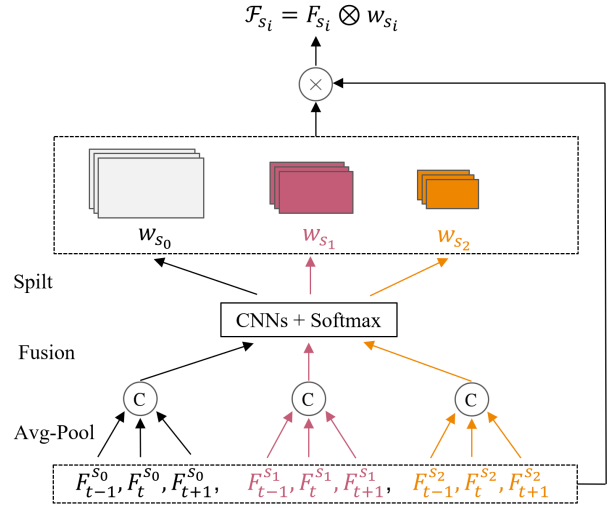 𝓕_{s_i} = F_{s_i} ⊗ w_{s_i}
×
w_{s_0} w_{s_1} w_{s_2}
Spilt
CNNs + Softmax
Fusion
C C C
Avg-Pool
F_{t-1}^{s_0}, F_t^{s_0}, F_{t+1}^{s_0}, F_{t-1}^{s_1}, F_t^{s_1}, F_{t+1}^{s_1}, F_{t-1}^{s_2}, F_t^{s_2}, F_{t+1}^{s_2}